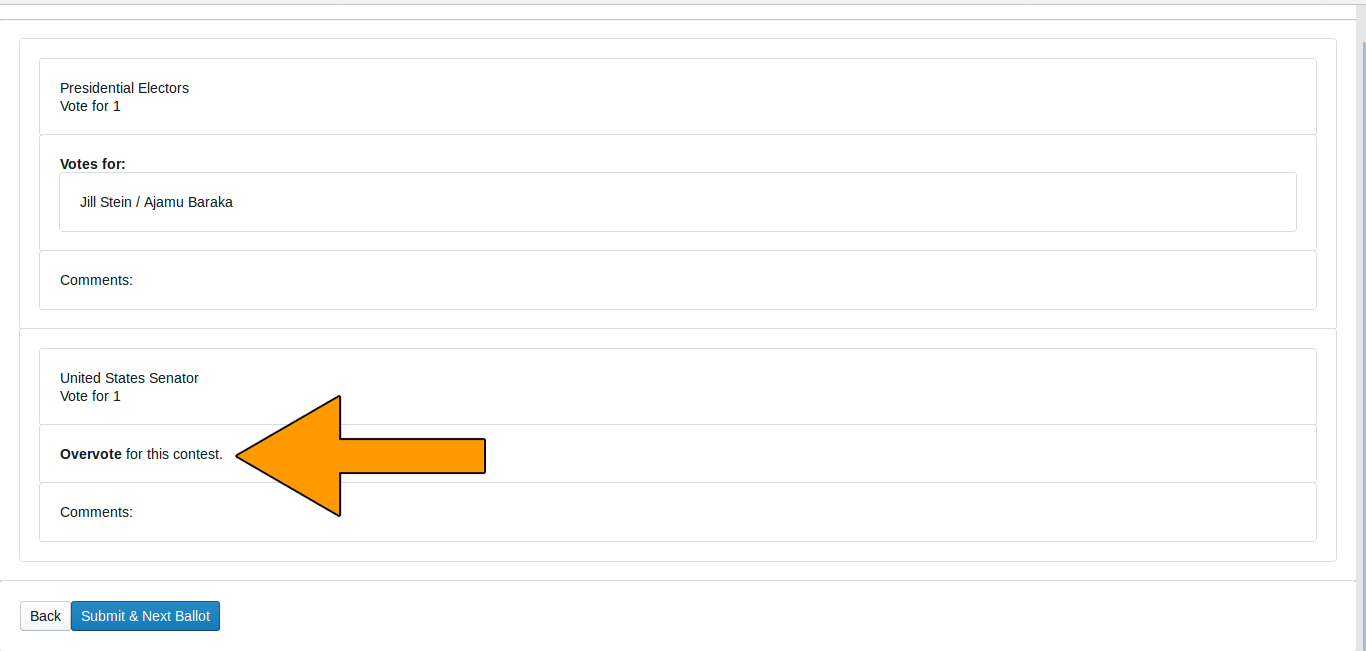 Presidential Electors
Vote for 1
Votes for:
Jill Stein / Ajamu Baraka
Comments:
United States Senator
Vote for 1
Overvote for this contest.
Comments:
Back Submit & Next Ballot